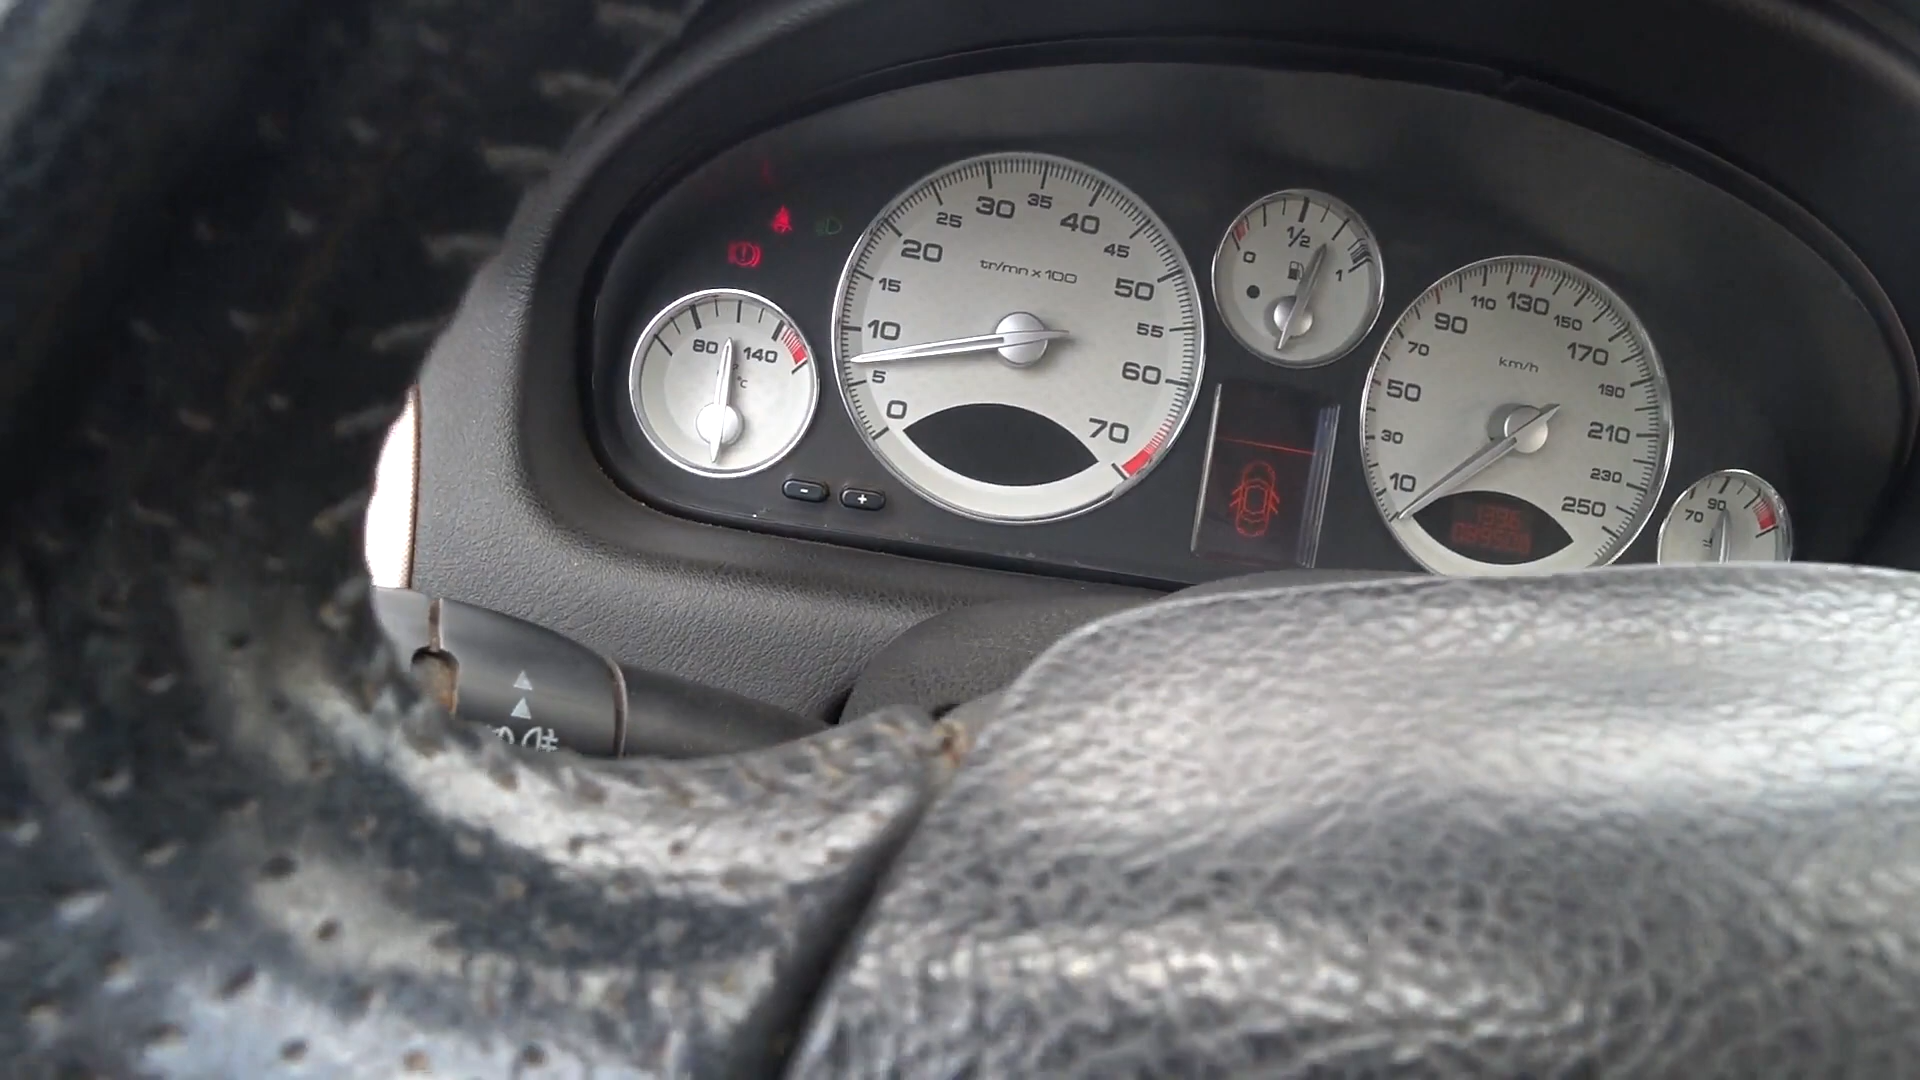 0 5 10 15 20 25 30 35 40 45 50 55 60 70
tr/mn x 100
80 140
°C
- +
0 1/2 1
10 30 50 70 90 110 130 150 170 190 210 230 250
km/h
70 90